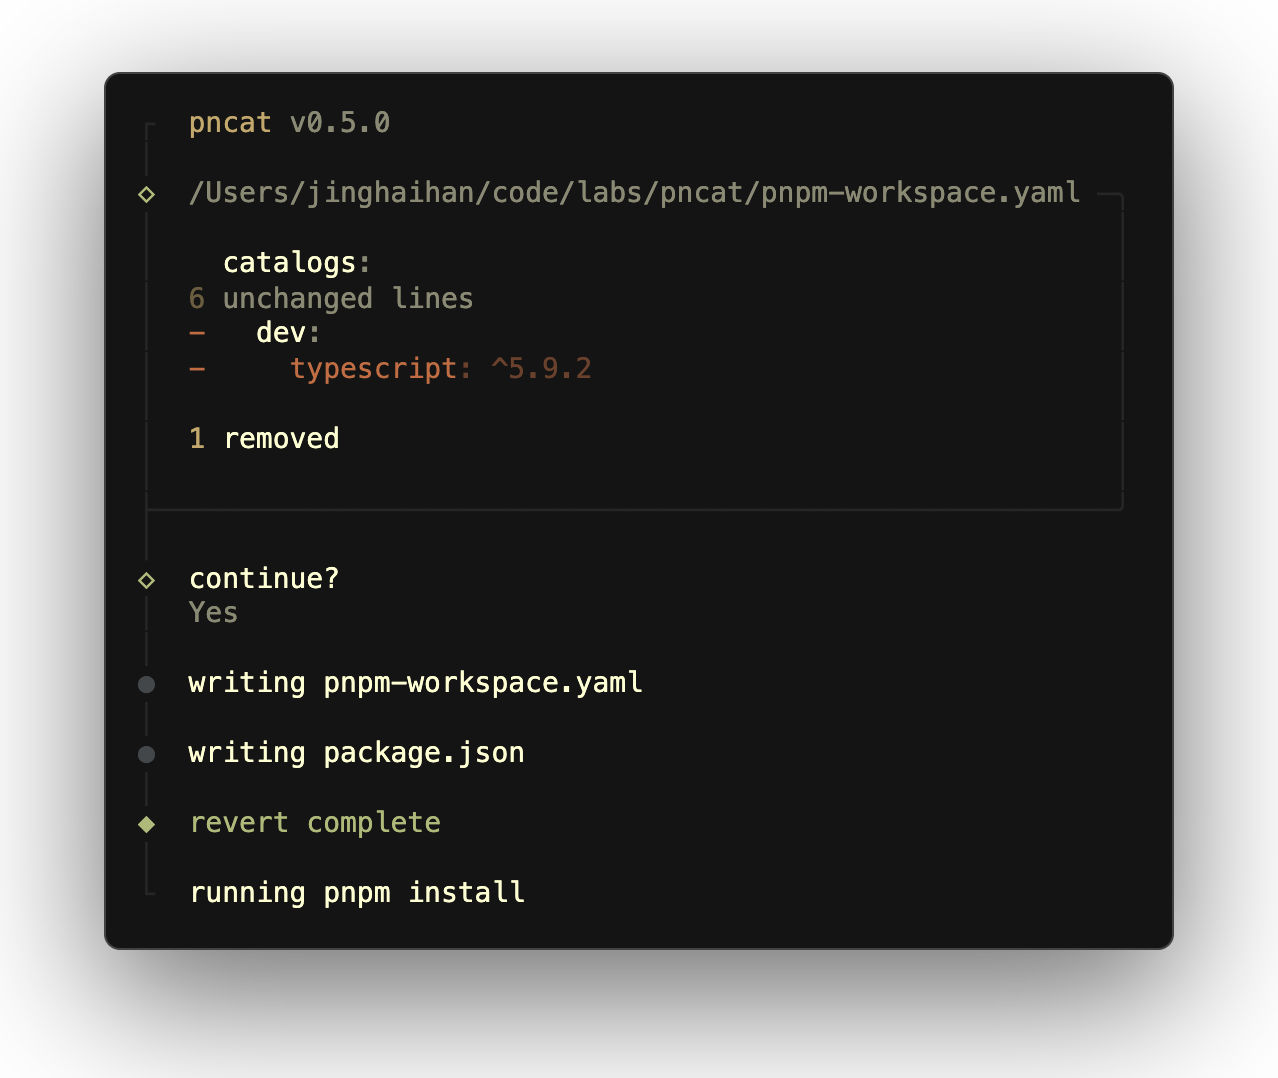 pncat v0.5.0
/Users/jinghaihan/code/labs/pncat/pnpm-workspace.yaml
catalogs:
6 unchanged lines
-   dev:
-     typescript: ^5.9.2
1 removed
continue?
Yes
writing pnpm-workspace.yaml
writing package.json
revert complete
running pnpm install